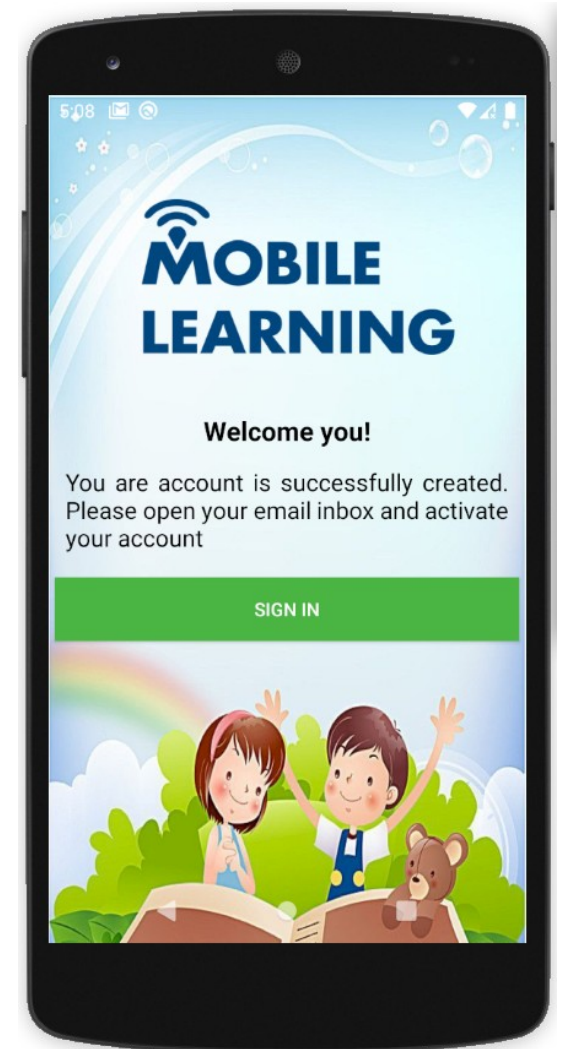 5:08
MOBILE
LEARNING
Welcome you!
You are account is successfully created.
Please open your email inbox and activate
your account
SIGN IN